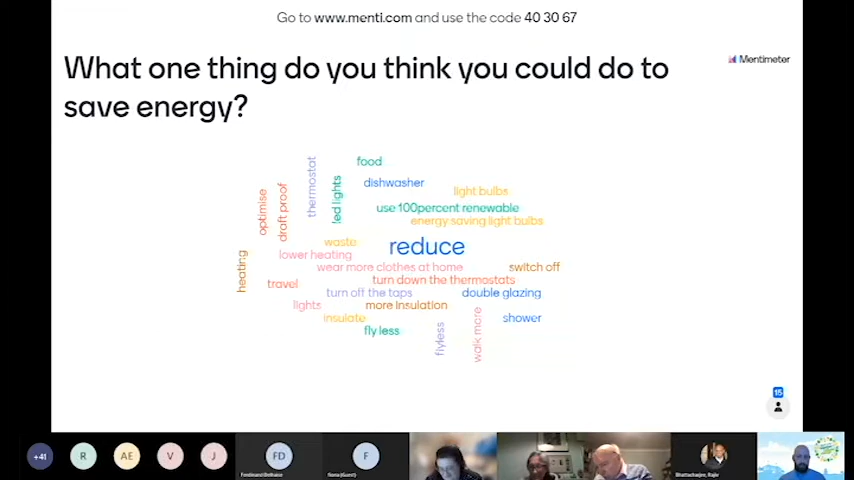 Go to www.menti.com and use the code 40 30 67
What one thing do you think you could do to
save energy?
Mentimeter
food
thermostat
dishwasher
led lights
light bulbs
optimise
draft proof
use 100percent renewable
energy saving light bulbs
waste
reduce
lower heating
heating
wear more clothes at home
switch off
travel
turn down the thermostats
turn off the taps
double glazing
lights
more insulation
insulate
shower
fly less
flyless
walk more
15
+41
R
AE
V
J
FD
F
Bhattacharjee, Rajiv